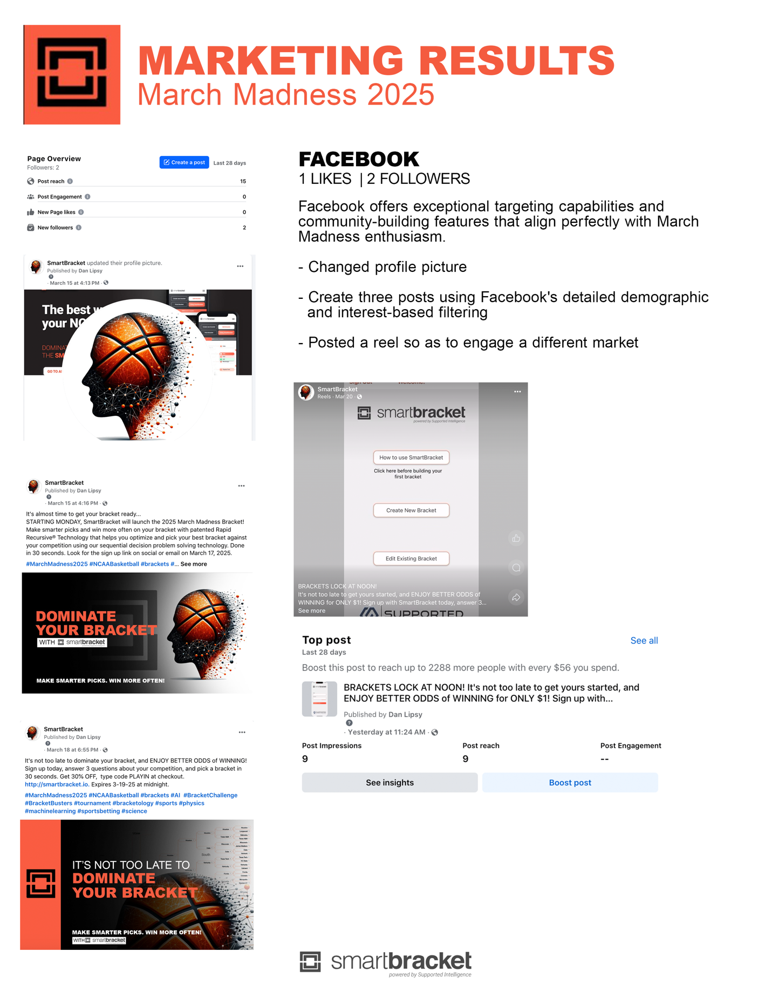 MARKETING RESULTS
March Madness 2025
Page Overview
Followers: 2
Create a post
Last 28 days
Post reach 15
Post Engagement 0
New Page likes 0
New followers 2
SmartBracket updated their profile picture.
Published by Dan Lipsy
· March 15 at 4:13 PM ·
The best w
your NC
DOMINA
THE SM
GO TO A
SmartBracket
Published by Dan Lipsy
· March 15 at 4:16 PM ·
It's almost time to get your bracket ready...
STARTING MONDAY, SmartBracket will launch the 2025 March Madness Bracket!
Make smarter picks and win more often on your bracket with patented Rapid
Recursive® Technology that helps you optimize and pick your best bracket against
your competition using our sequential decision problem solving technology. Done
in 30 seconds. Look for the sign up link on social or email on March 17, 2025.
#MarchMadness2025 #NCAABasketball #brackets #... See more
DOMINATE
YOUR BRACKET
WITH smartbracket
MAKE SMARTER PICKS. WIN MORE OFTEN!
SmartBracket
Published by Dan Lipsy
· March 18 at 6:55 PM ·
It's not too late to dominate your bracket, and ENJOY BETTER ODDS of WINNING!
Sign up today, answer 3 questions about your competition, and pick a bracket in
30 seconds. Get 30% OFF, type code PLAYIN at checkout.
http://smartbracket.io. Expires 3-19-25 at midnight.
#MarchMadness2025 #NCAABasketball #brackets #AI #BracketChallenge
#BracketBusters #tournament #bracketology #sports #physics
#machinelearning #sportsbetting #science
South
IT'S NOT TOO LATE TO
DOMINATE
YOUR BRACKET
MAKE SMARTER PICKS. WIN MORE OFTEN!
WITH smartbracket
FACEBOOK
1 LIKES | 2 FOLLOWERS
Facebook offers exceptional targeting capabilities and
community-building features that align perfectly with March
Madness enthusiasm.
- Changed profile picture
- Create three posts using Facebook's detailed demographic
and interest-based filtering
- Posted a reel so as to engage a different market
Sign Out Welcome!
SmartBracket
Reels · Mar 20 ·
smartbracket
powered by Supported Intelligence
How to use SmartBracket
Click here before building your
first bracket
Create New Bracket
Edit Existing Bracket
BRACKETS LOCK AT NOON!
It's not too late to get yours started, and ENJOY BETTER ODDS of
WINNING for ONLY $1! Sign up with SmartBracket today, answer 3...
See more
SUPPORTED
Top post
See all
Last 28 days
Boost this post to reach up to 2288 more people with every $56 you spend.
BRACKETS LOCK AT NOON! It's not too late to get yours started, and
ENJOY BETTER ODDS of WINNING for ONLY $1! Sign up with...
Published by Dan Lipsy
· Yesterday at 11:24 AM ·
Post Impressions Post reach Post Engagement
9 9 --
See insights Boost post
smartbracket
powered by Supported Intelligence